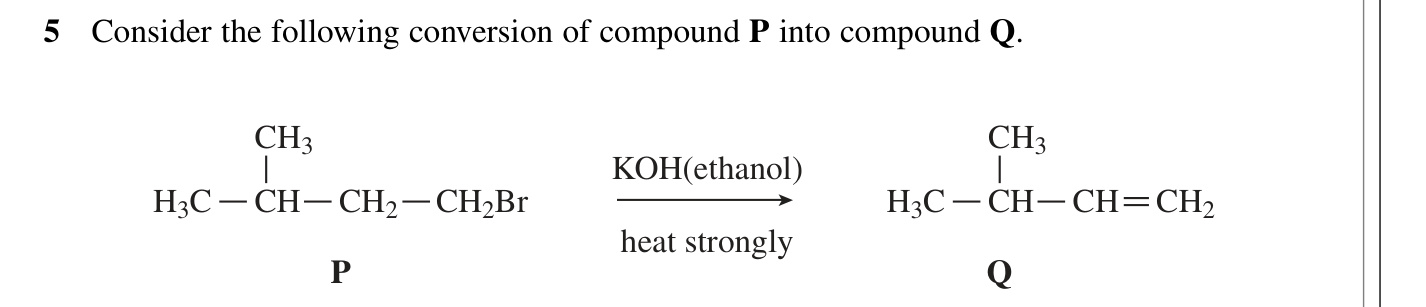 5 Consider the following conversion of compound P into compound Q.
CH₃ CH₃
|  |
KOH(ethanol)
H₃C — CH — CH₂ — CH₂Br H₃C — CH — CH=CH₂
heat strongly
P Q